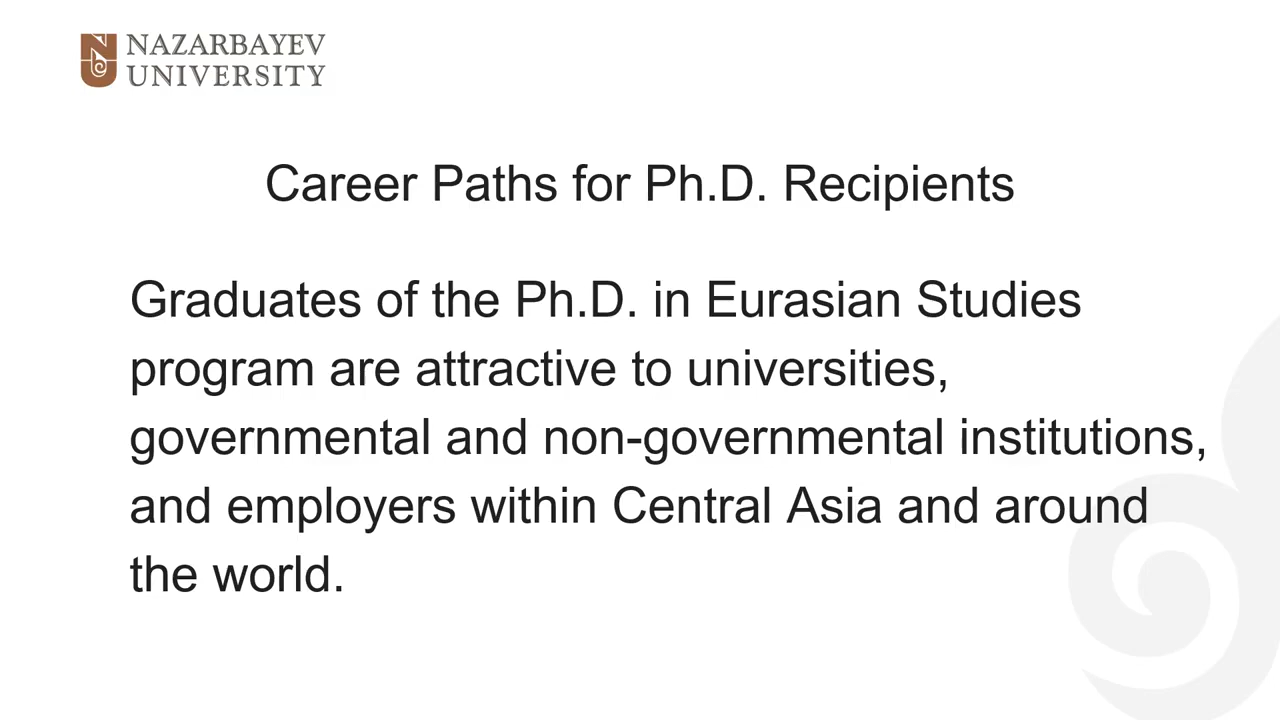 NAZARBAYEV
UNIVERSITY
Career Paths for Ph.D. Recipients
Graduates of the Ph.D. in Eurasian Studies
program are attractive to universities,
governmental and non-governmental institutions,
and employers within Central Asia and around
the world.